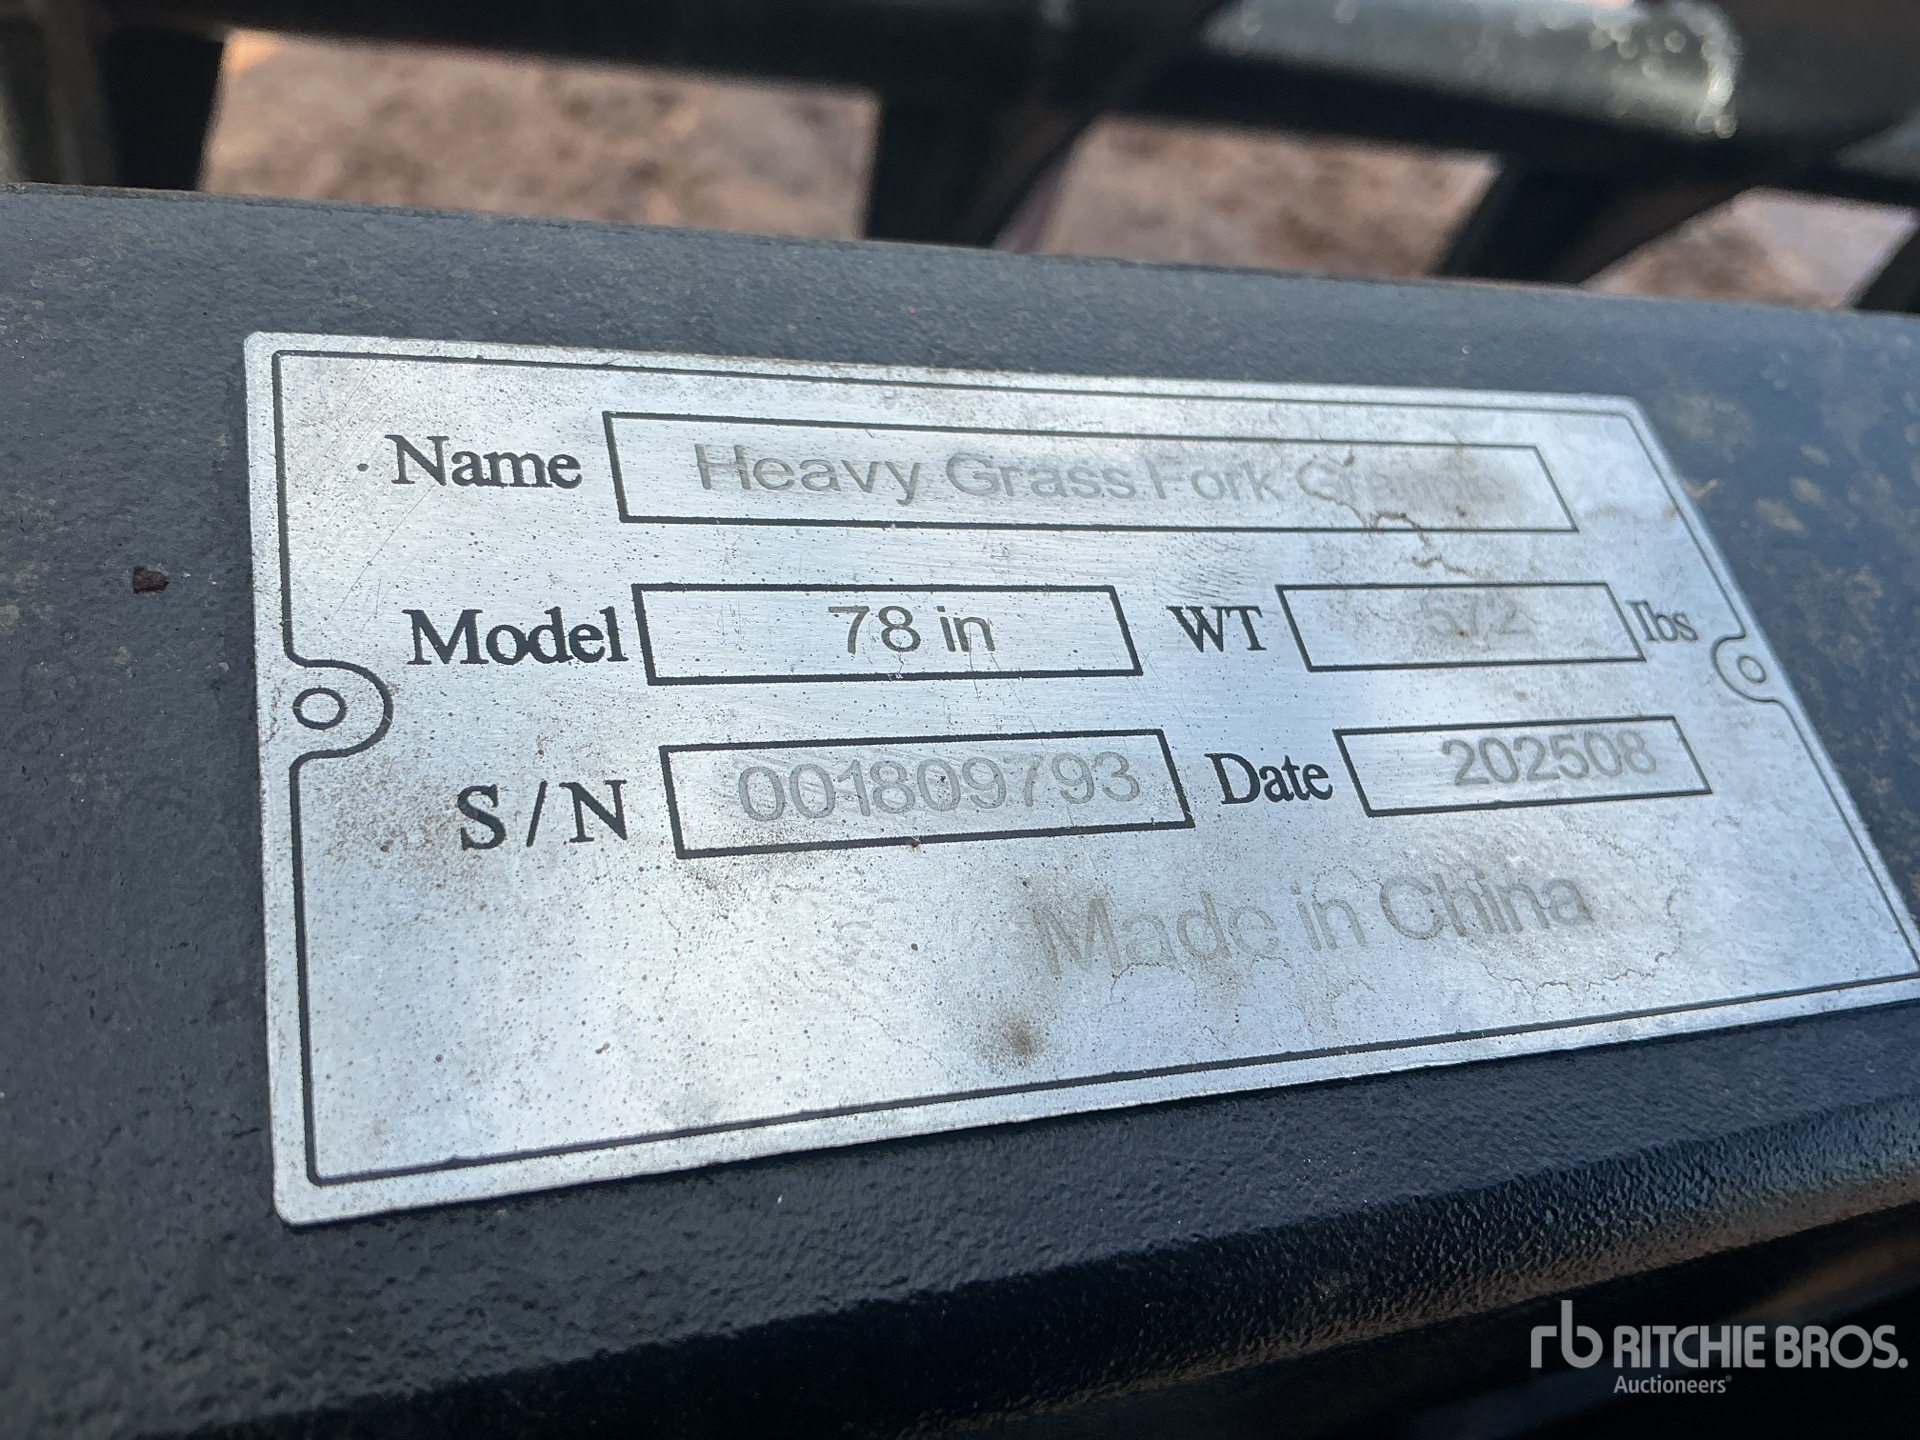 Name Heavy Grass Fork Grapple
Model 78 in WT 572 lbs
S/N 001809793 Date 202508
Made in China
rb RITCHIE BROS.
Auctioneers